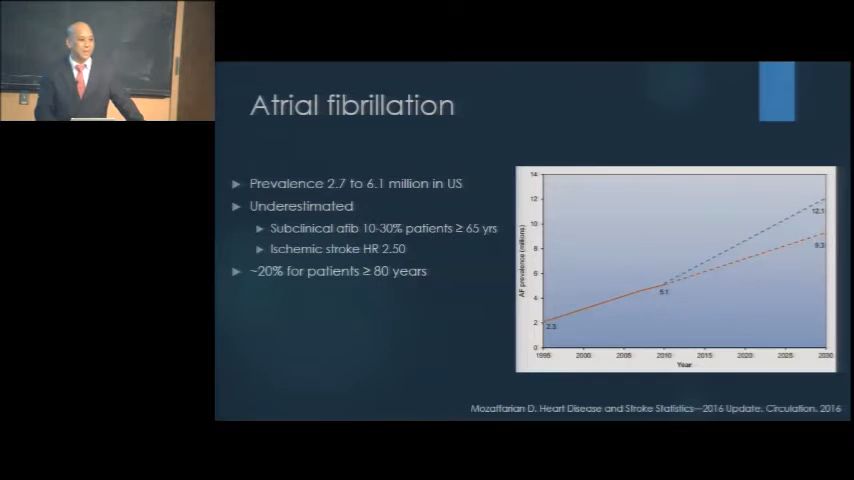 Atrial fibrillation
Prevalence 2.7 to 6.1 million in US
Underestimated
Subclinical afib 10-30% patients ≥ 65 yrs
Ischemic stroke HR 2.50
~20% for patients ≥ 80 years
AF prevalence (millions)
14
12
10
8
6
4
2
0
12.1
9.3
5.1
2.3
1995 2000 2005 2010 2015 2020 2025 2030
Year
Mozaffarian D. Heart Disease and Stroke Statistics—2016 Update. Circulation. 2016